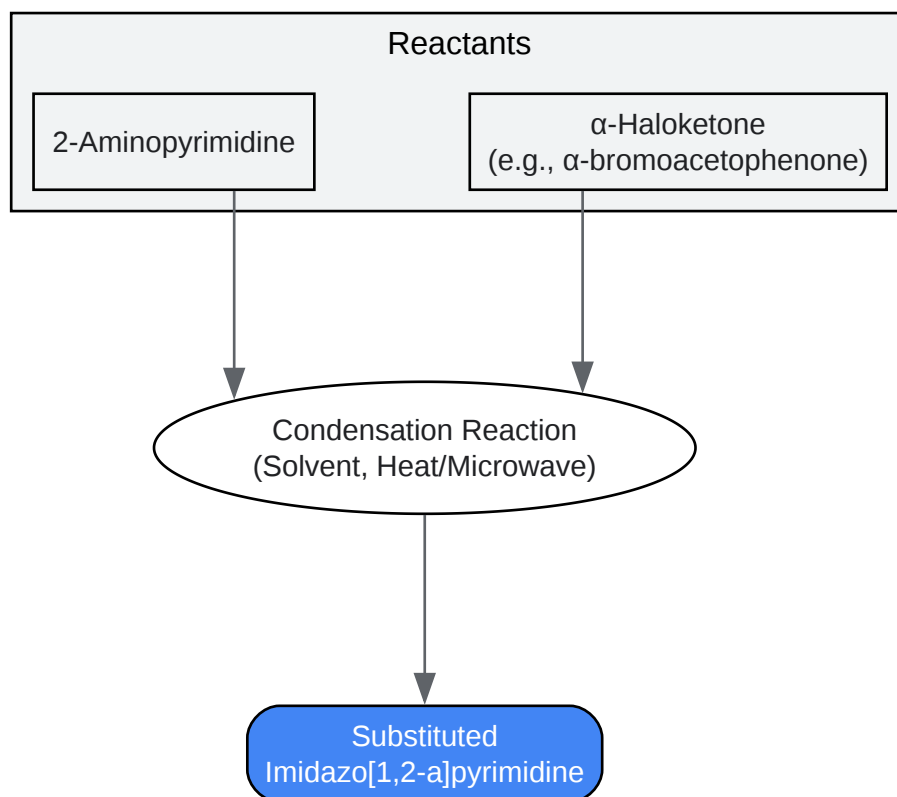 Reactants
2-Aminopyrimidine
α-Haloketone
(e.g., α-bromoacetophenone)
Condensation Reaction
(Solvent, Heat/Microwave)
Substituted
Imidazo[1,2-a]pyrimidine